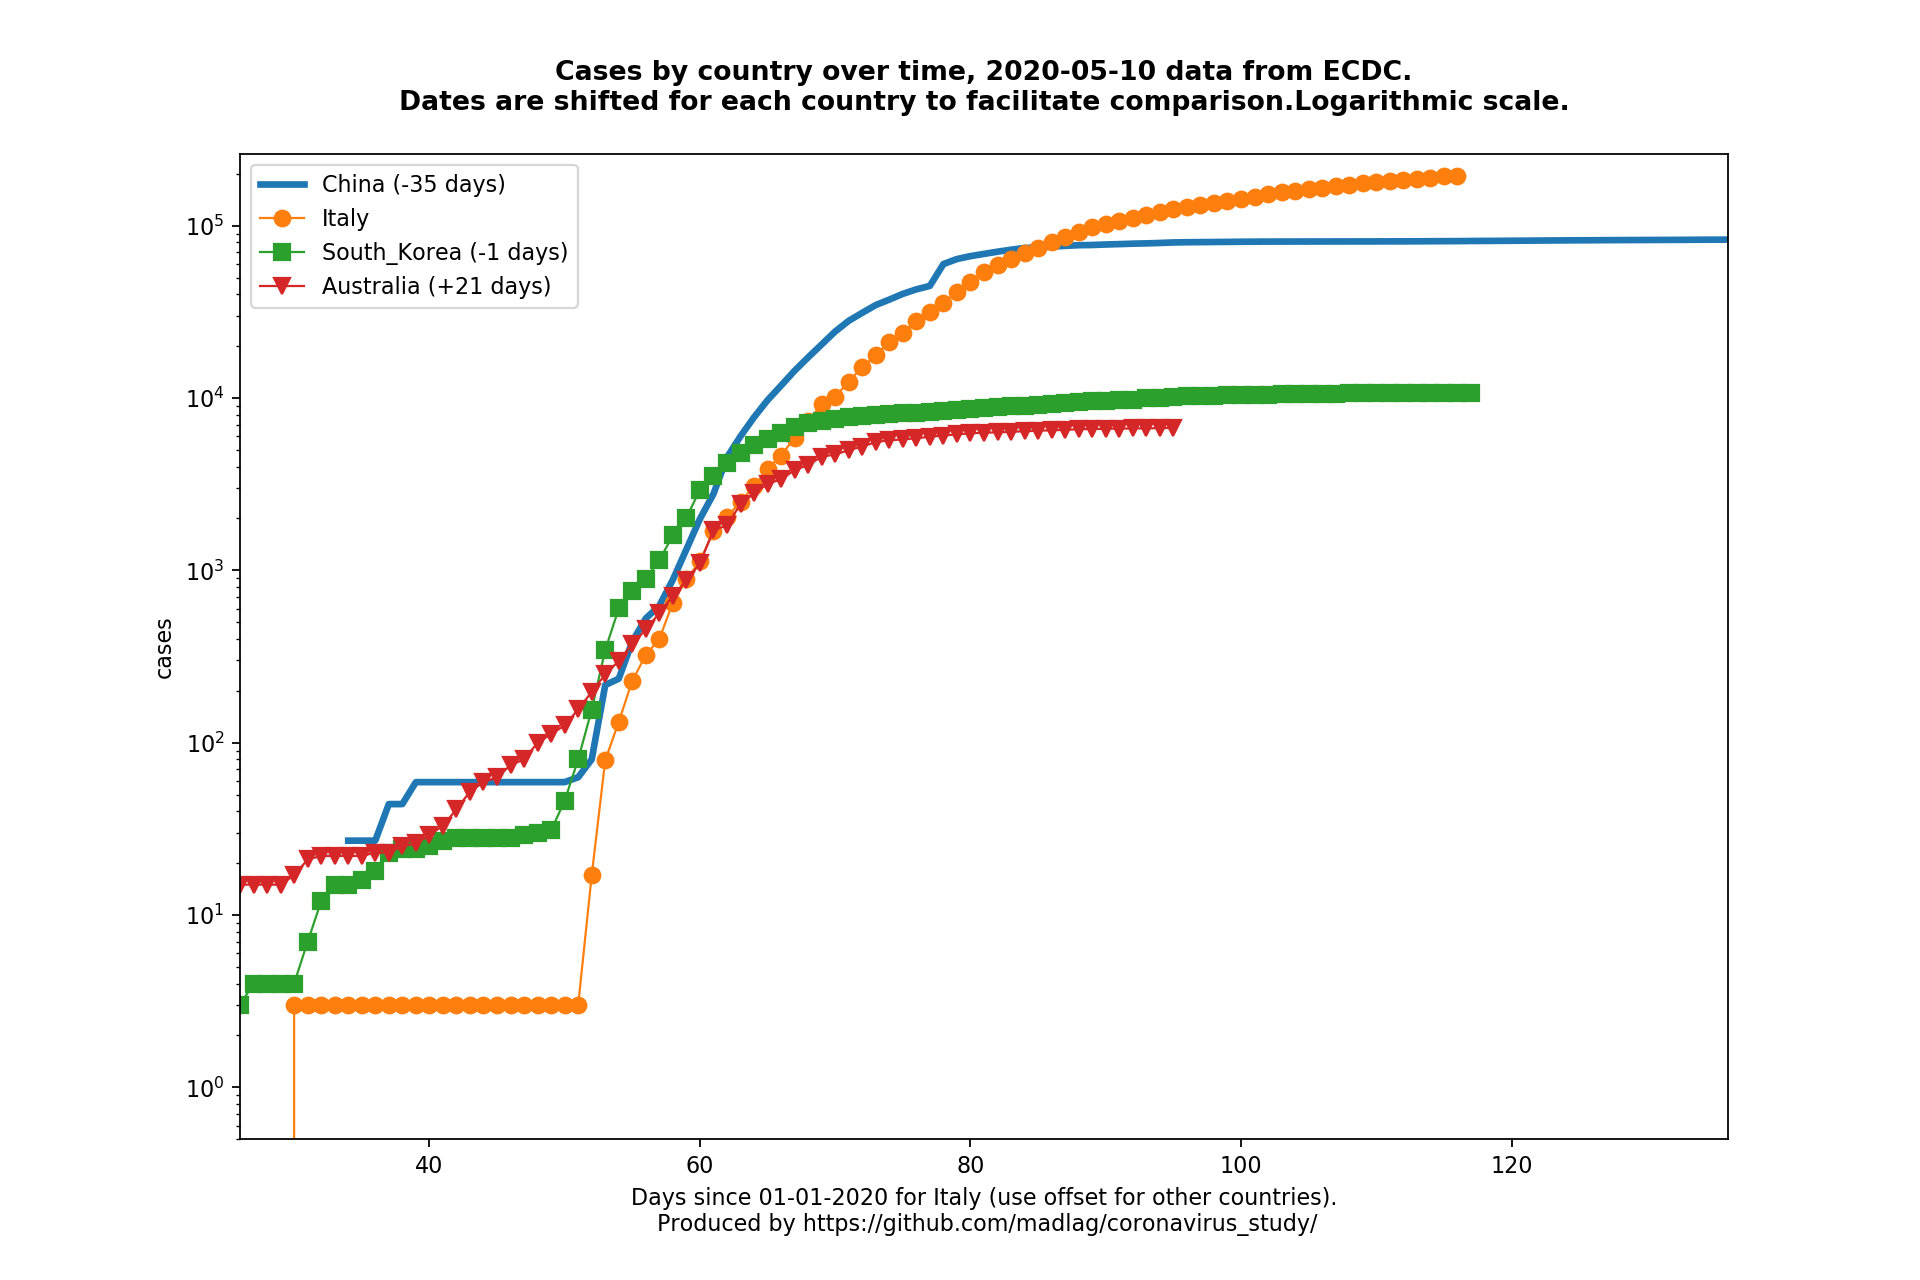 Cases by country over time, 2020-05-10 data from ECDC.
Dates are shifted for each country to facilitate comparison.Logarithmic scale.
China (-35 days)
Italy
South_Korea (-1 days)
Australia (+21 days)
10^5
10^4
10^3
10^2
10^1
10^0
cases
40 60 80 100 120
Days since 01-01-2020 for Italy (use offset for other countries).
Produced by https://github.com/madlag/coronavirus_study/